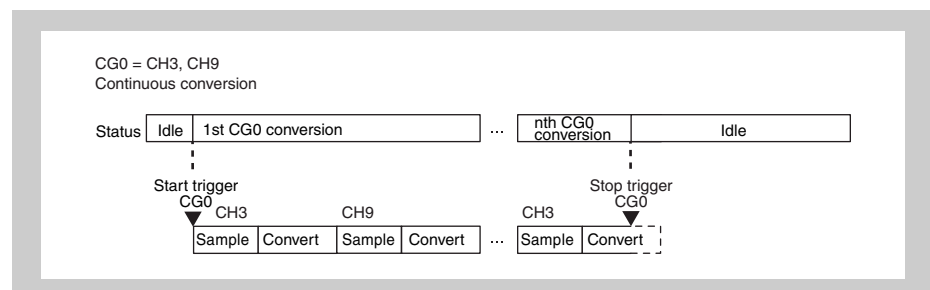 CG0 = CH3, CH9
Continuous conversion
Status Idle 1st CG0 conversion ... nth CG0 conversion Idle
Start trigger CG0
Stop trigger CG0
CH3 CH9 CH3
Sample Convert Sample Convert ... Sample Convert